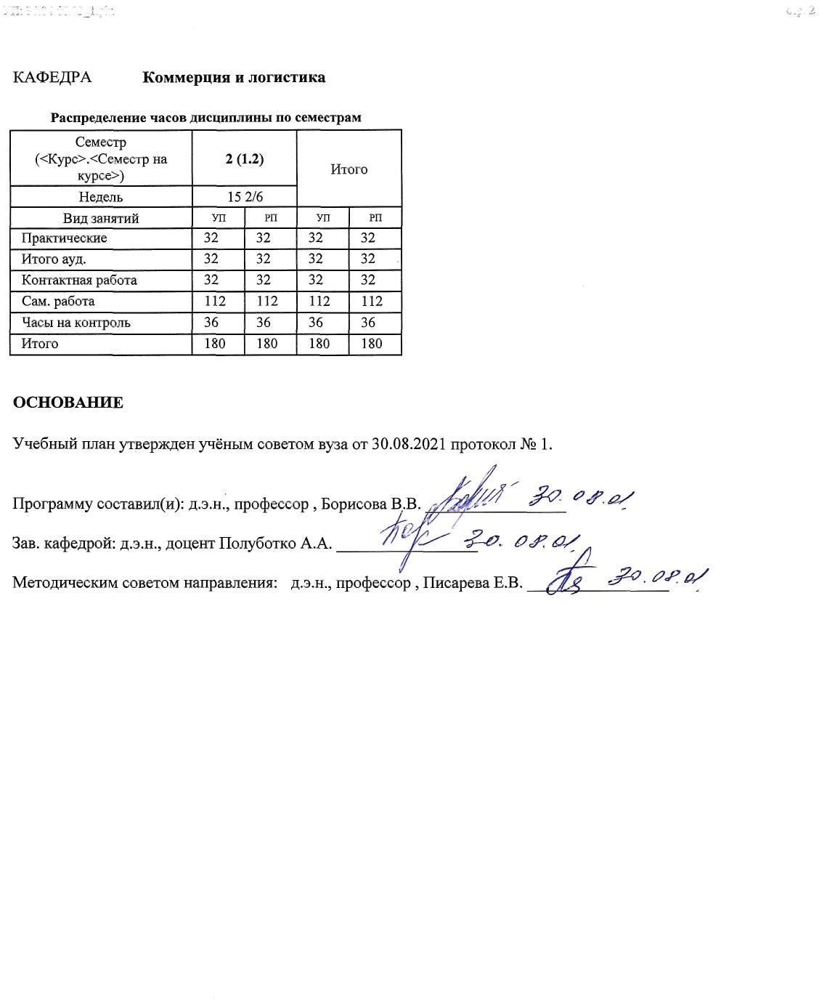 стр. 2
КАФЕДРА Коммерция и логистика
Распределение часов дисциплины по семестрам
Семестр
(<Курс>.<Семестр на
курсе>) 2 (1.2) Итого
Недель 15 2/6
Вид занятий УП РП УП РП
Практические 32 32 32 32
Итого ауд. 32 32 32 32
Контактная работа 32 32 32 32
Сам. работа 112 112 112 112
Часы на контроль 36 36 36 36
Итого 180 180 180 180
ОСНОВАНИЕ
Учебный план утвержден учёным советом вуза от 30.08.2021 протокол № 1.
Программу составил(и): д.э.н., профессор , Борисова В.В. 30.08.01
Зав. кафедрой: д.э.н., доцент Полуботко А.А. 30.08.01
Методическим советом направления: д.э.н., профессор , Писарева Е.В. 30.08.01